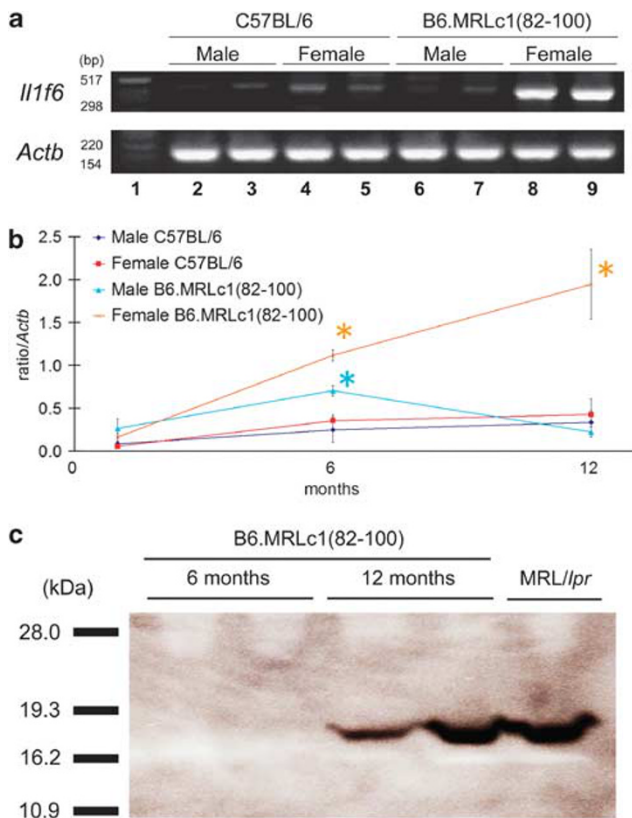 a
C57BL/6 B6.MRLc1(82-100)
Male Female Male Female
(bp)
Il1f6 517
298
Actb 220
154
1 2 3 4 5 6 7 8 9
b
2.5
2.0
1.5
1.0
0.5
0.0
ratio/Actb
Male C57BL/6
Female C57BL/6
Male B6.MRLc1(82-100)
Female B6.MRLc1(82-100)
* * *
0 6 12
months
c
B6.MRLc1(82-100)
(kDa) 6 months 12 months MRL/lpr
28.0
19.3
16.2
10.9